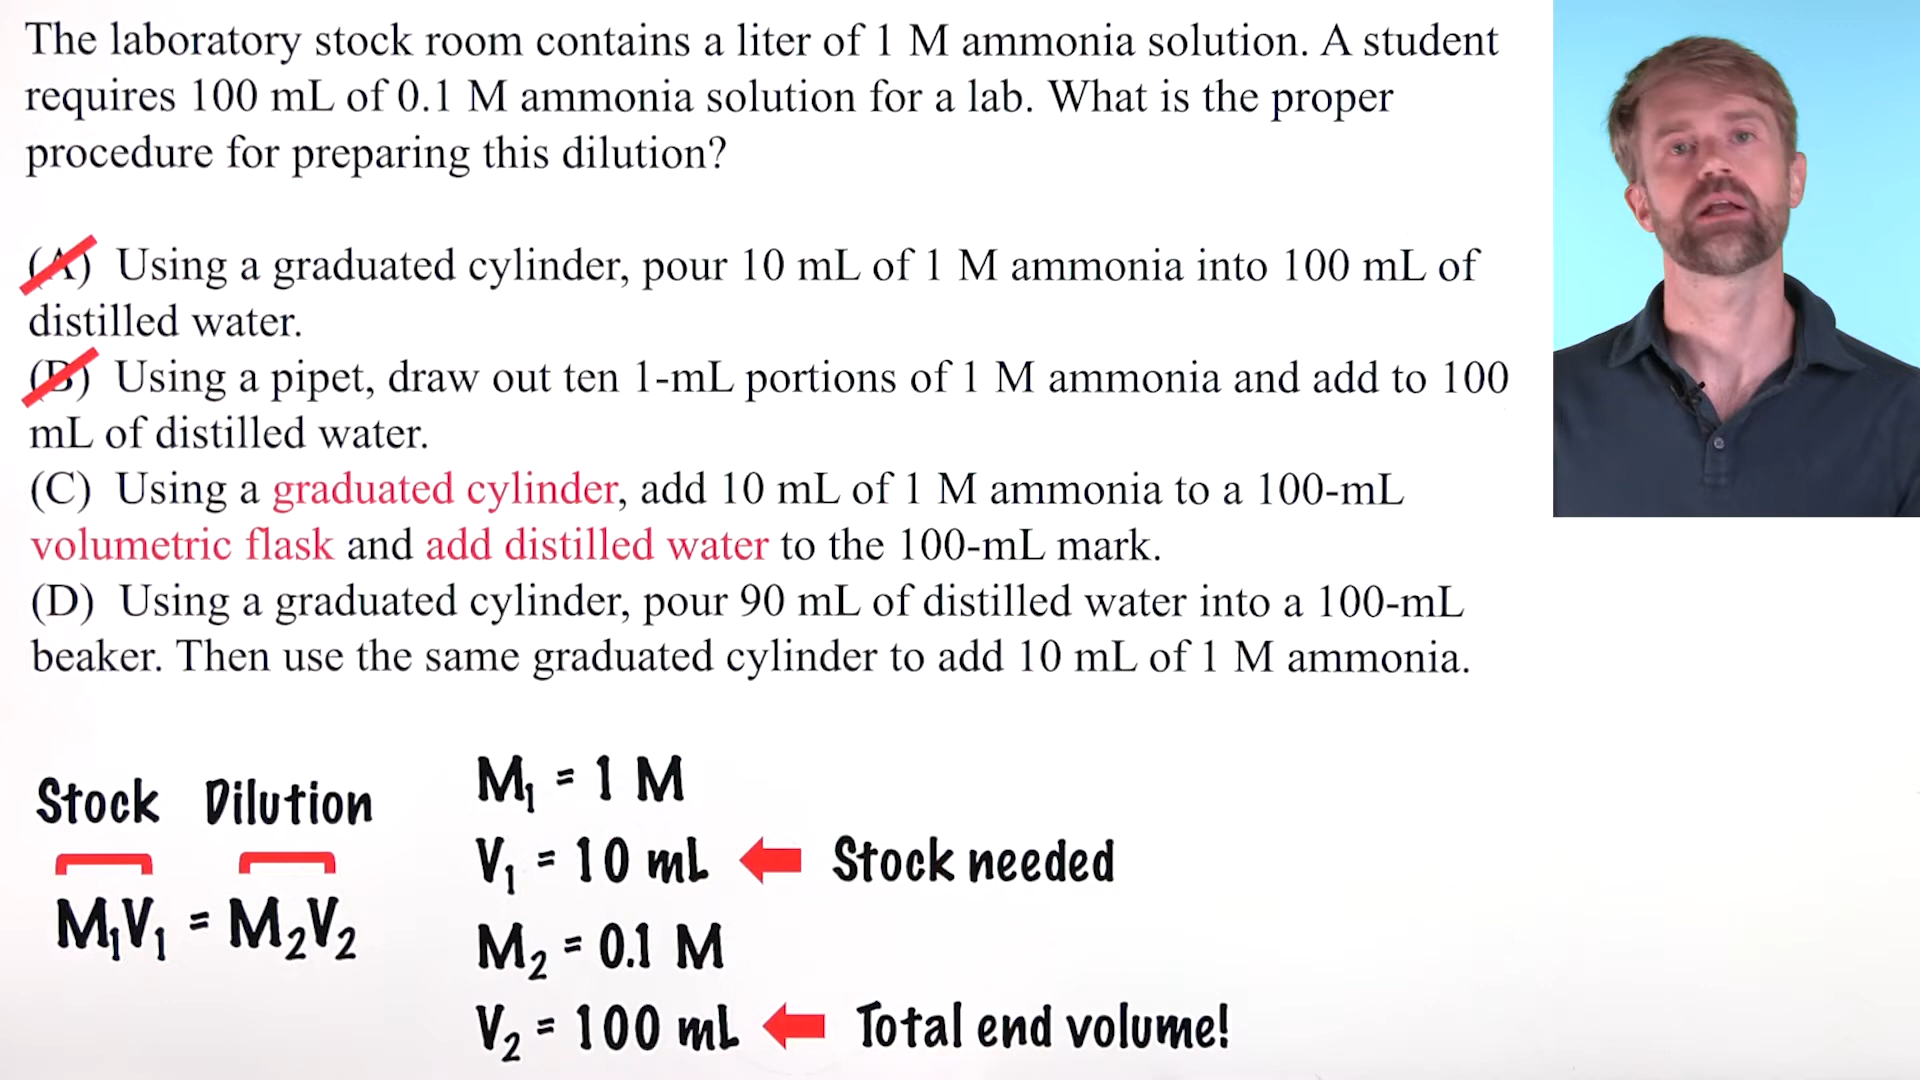 The laboratory stock room contains a liter of 1 M ammonia solution. A student
requires 100 mL of 0.1 M ammonia solution for a lab. What is the proper
procedure for preparing this dilution?
(A) Using a graduated cylinder, pour 10 mL of 1 M ammonia into 100 mL of
distilled water.
(B) Using a pipet, draw out ten 1-mL portions of 1 M ammonia and add to 100
mL of distilled water.
(C) Using a graduated cylinder, add 10 mL of 1 M ammonia to a 100-mL
volumetric flask and add distilled water to the 100-mL mark.
(D) Using a graduated cylinder, pour 90 mL of distilled water into a 100-mL
beaker. Then use the same graduated cylinder to add 10 mL of 1 M ammonia.
Stock Dilution
M₁V₁ = M₂V₂
M₁ = 1 M
V₁ = 10 mL Stock needed
M₂ = 0.1 M
V₂ = 100 mL Total end volume!